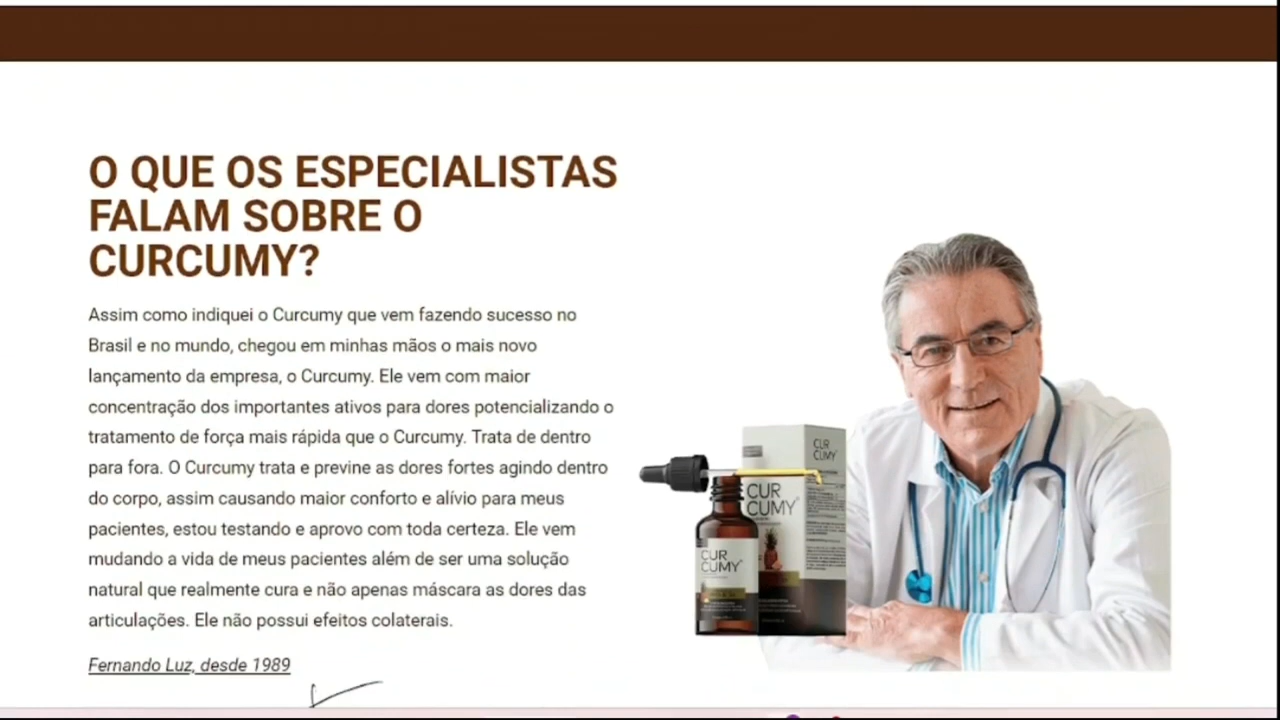 O QUE OS ESPECIALISTAS
FALAM SOBRE O
CURCUMY?
Assim como indiquei o Curcumy que vem fazendo sucesso no
Brasil e no mundo, chegou em minhas mãos o mais novo
lançamento da empresa, o Curcumy. Ele vem com maior
concentração dos importantes ativos para dores potencializando o
tratamento de força mais rápida que o Curcumy. Trata de dentro
para fora. O Curcumy trata e previne as dores fortes agindo dentro
do corpo, assim causando maior conforto e alívio para meus
pacientes, estou testando e aprovo com toda certeza. Ele vem
mudando a vida de meus pacientes além de ser uma solução
natural que realmente cura e não apenas máscara as dores das
articulações. Ele não possui efeitos colaterais.
Fernando Luz, desde 1989
CUR
CUMY
CUR
CUMY
CUR
CUMY